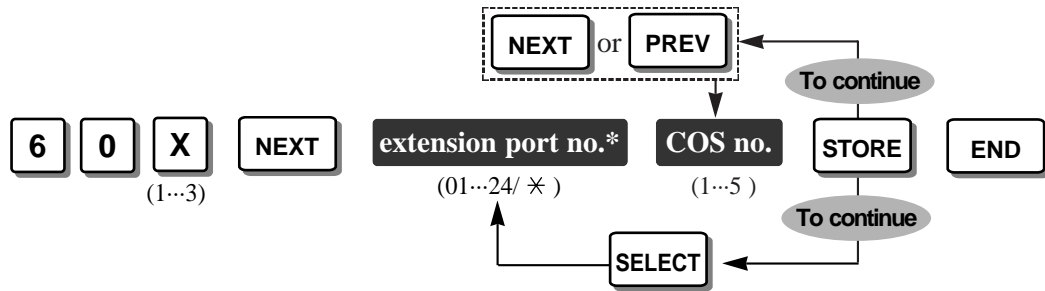 NEXT or PREV
To continue
6 0 X NEXT extension port no.* COS no. STORE END
(1···3) (01···24/ ✳ ) (1···5 )
To continue
SELECT